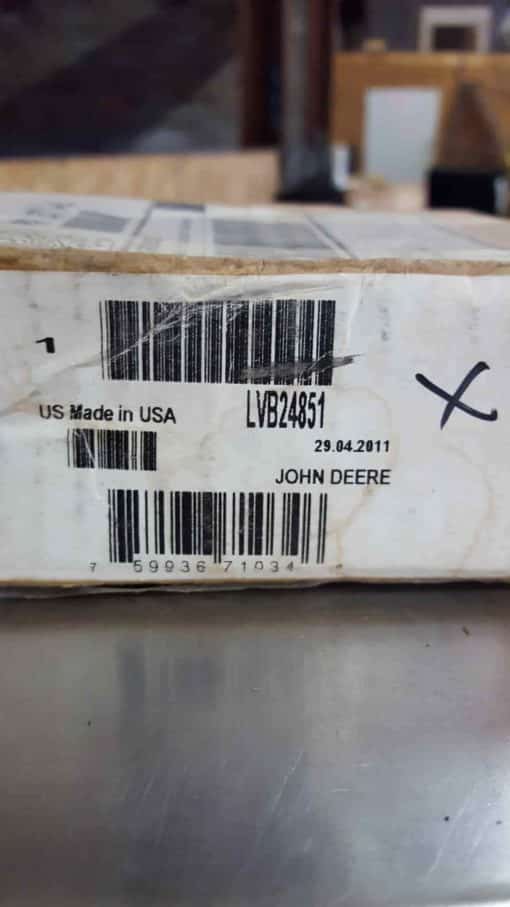 1
US Made in USA
LVB24851
29.04.2011
JOHN DEERE
7 59936 71034
X